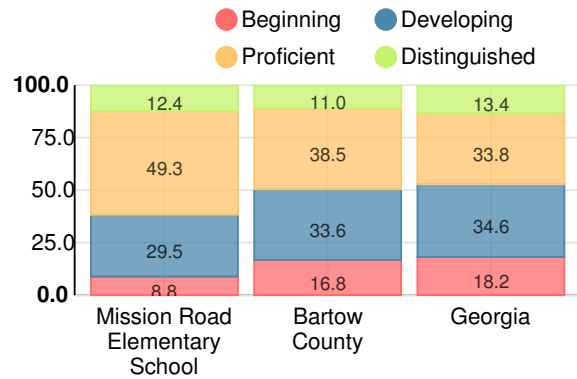 Beginning Developing
Proficient Distinguished
100.0
75.0
50.0
25.0
0.0
12.4 11.0 13.4
49.3 38.5 33.8
29.5 33.6 34.6
8.8 16.8 18.2
Mission Road Bartow Georgia
Elementary County
School